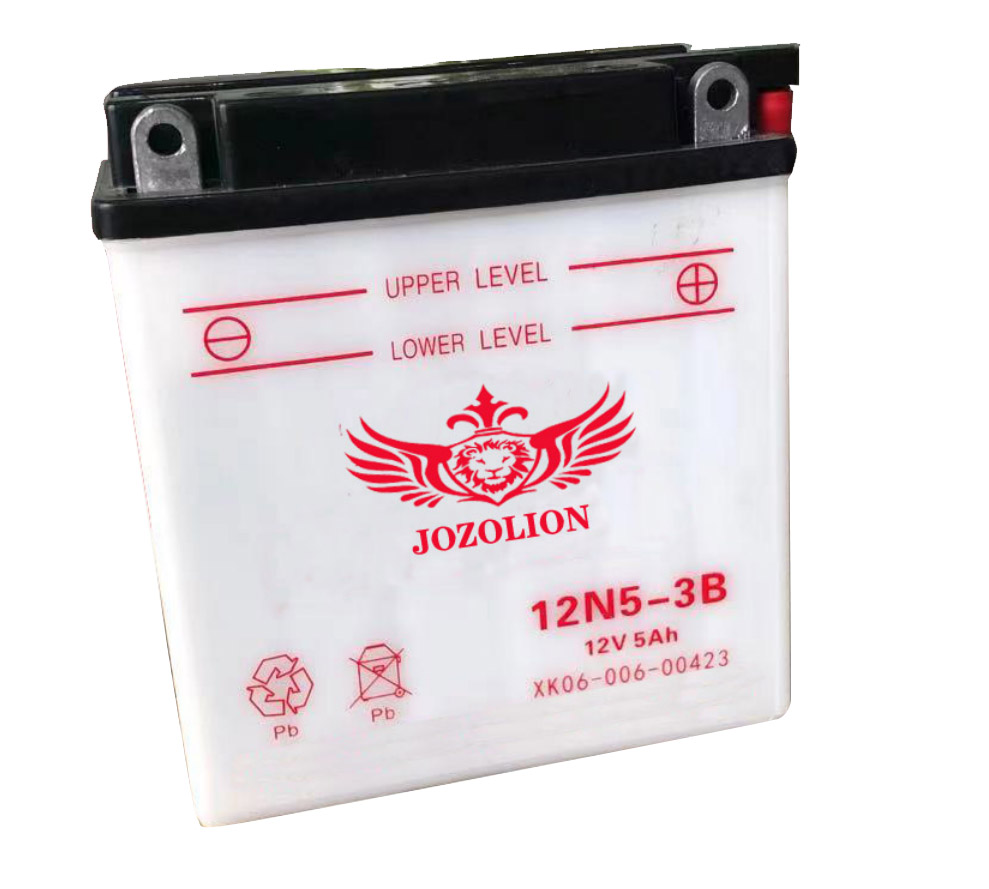 UPPER LEVEL
LOWER LEVEL
JOZOLION
12N5-3B
12V 5Ah
XK06-006-00423
Pb
Pb